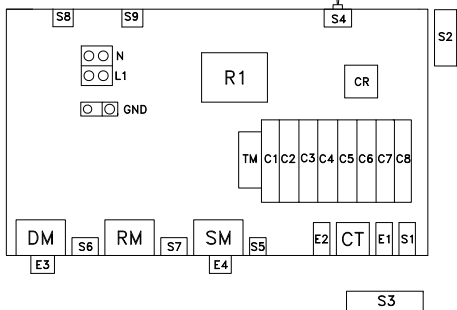 S8 S9 S4 S2
N
L1
GND
R1 CR
TM C1 C2 C3 C4 C5 C6 C7 C8
DM S6 RM S7 SM S5 E2 CT E1 S1
E3 E4
S3